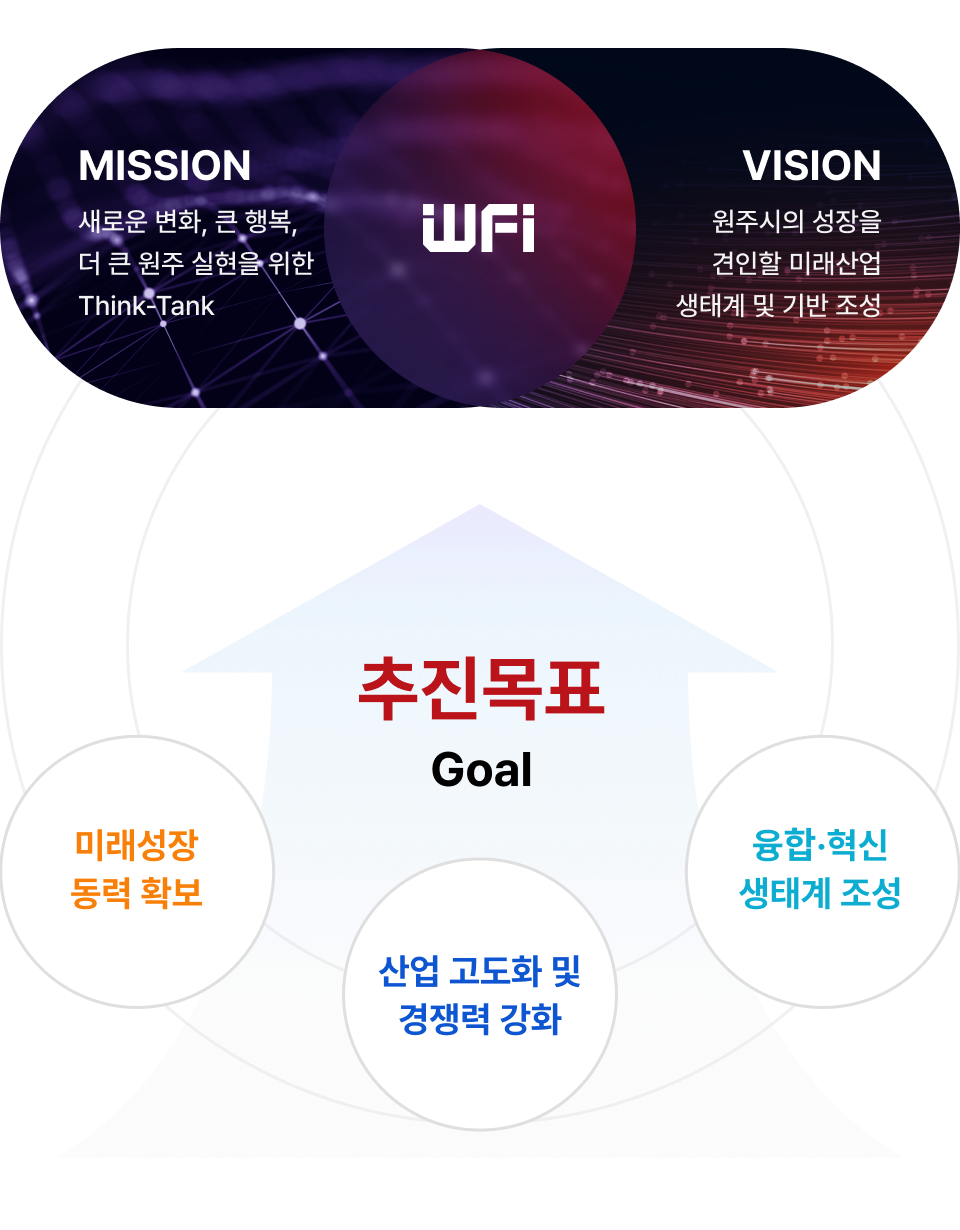 MISSION
새로운 변화, 큰 행복,
더 큰 원주 실현을 위한
Think-Tank
WFi
VISION
원주시의 성장을
견인할 미래산업
생태계 및 기반 조성
추진목표
Goal
미래성장
동력 확보
산업 고도화 및
경쟁력 강화
융합·혁신
생태계 조성